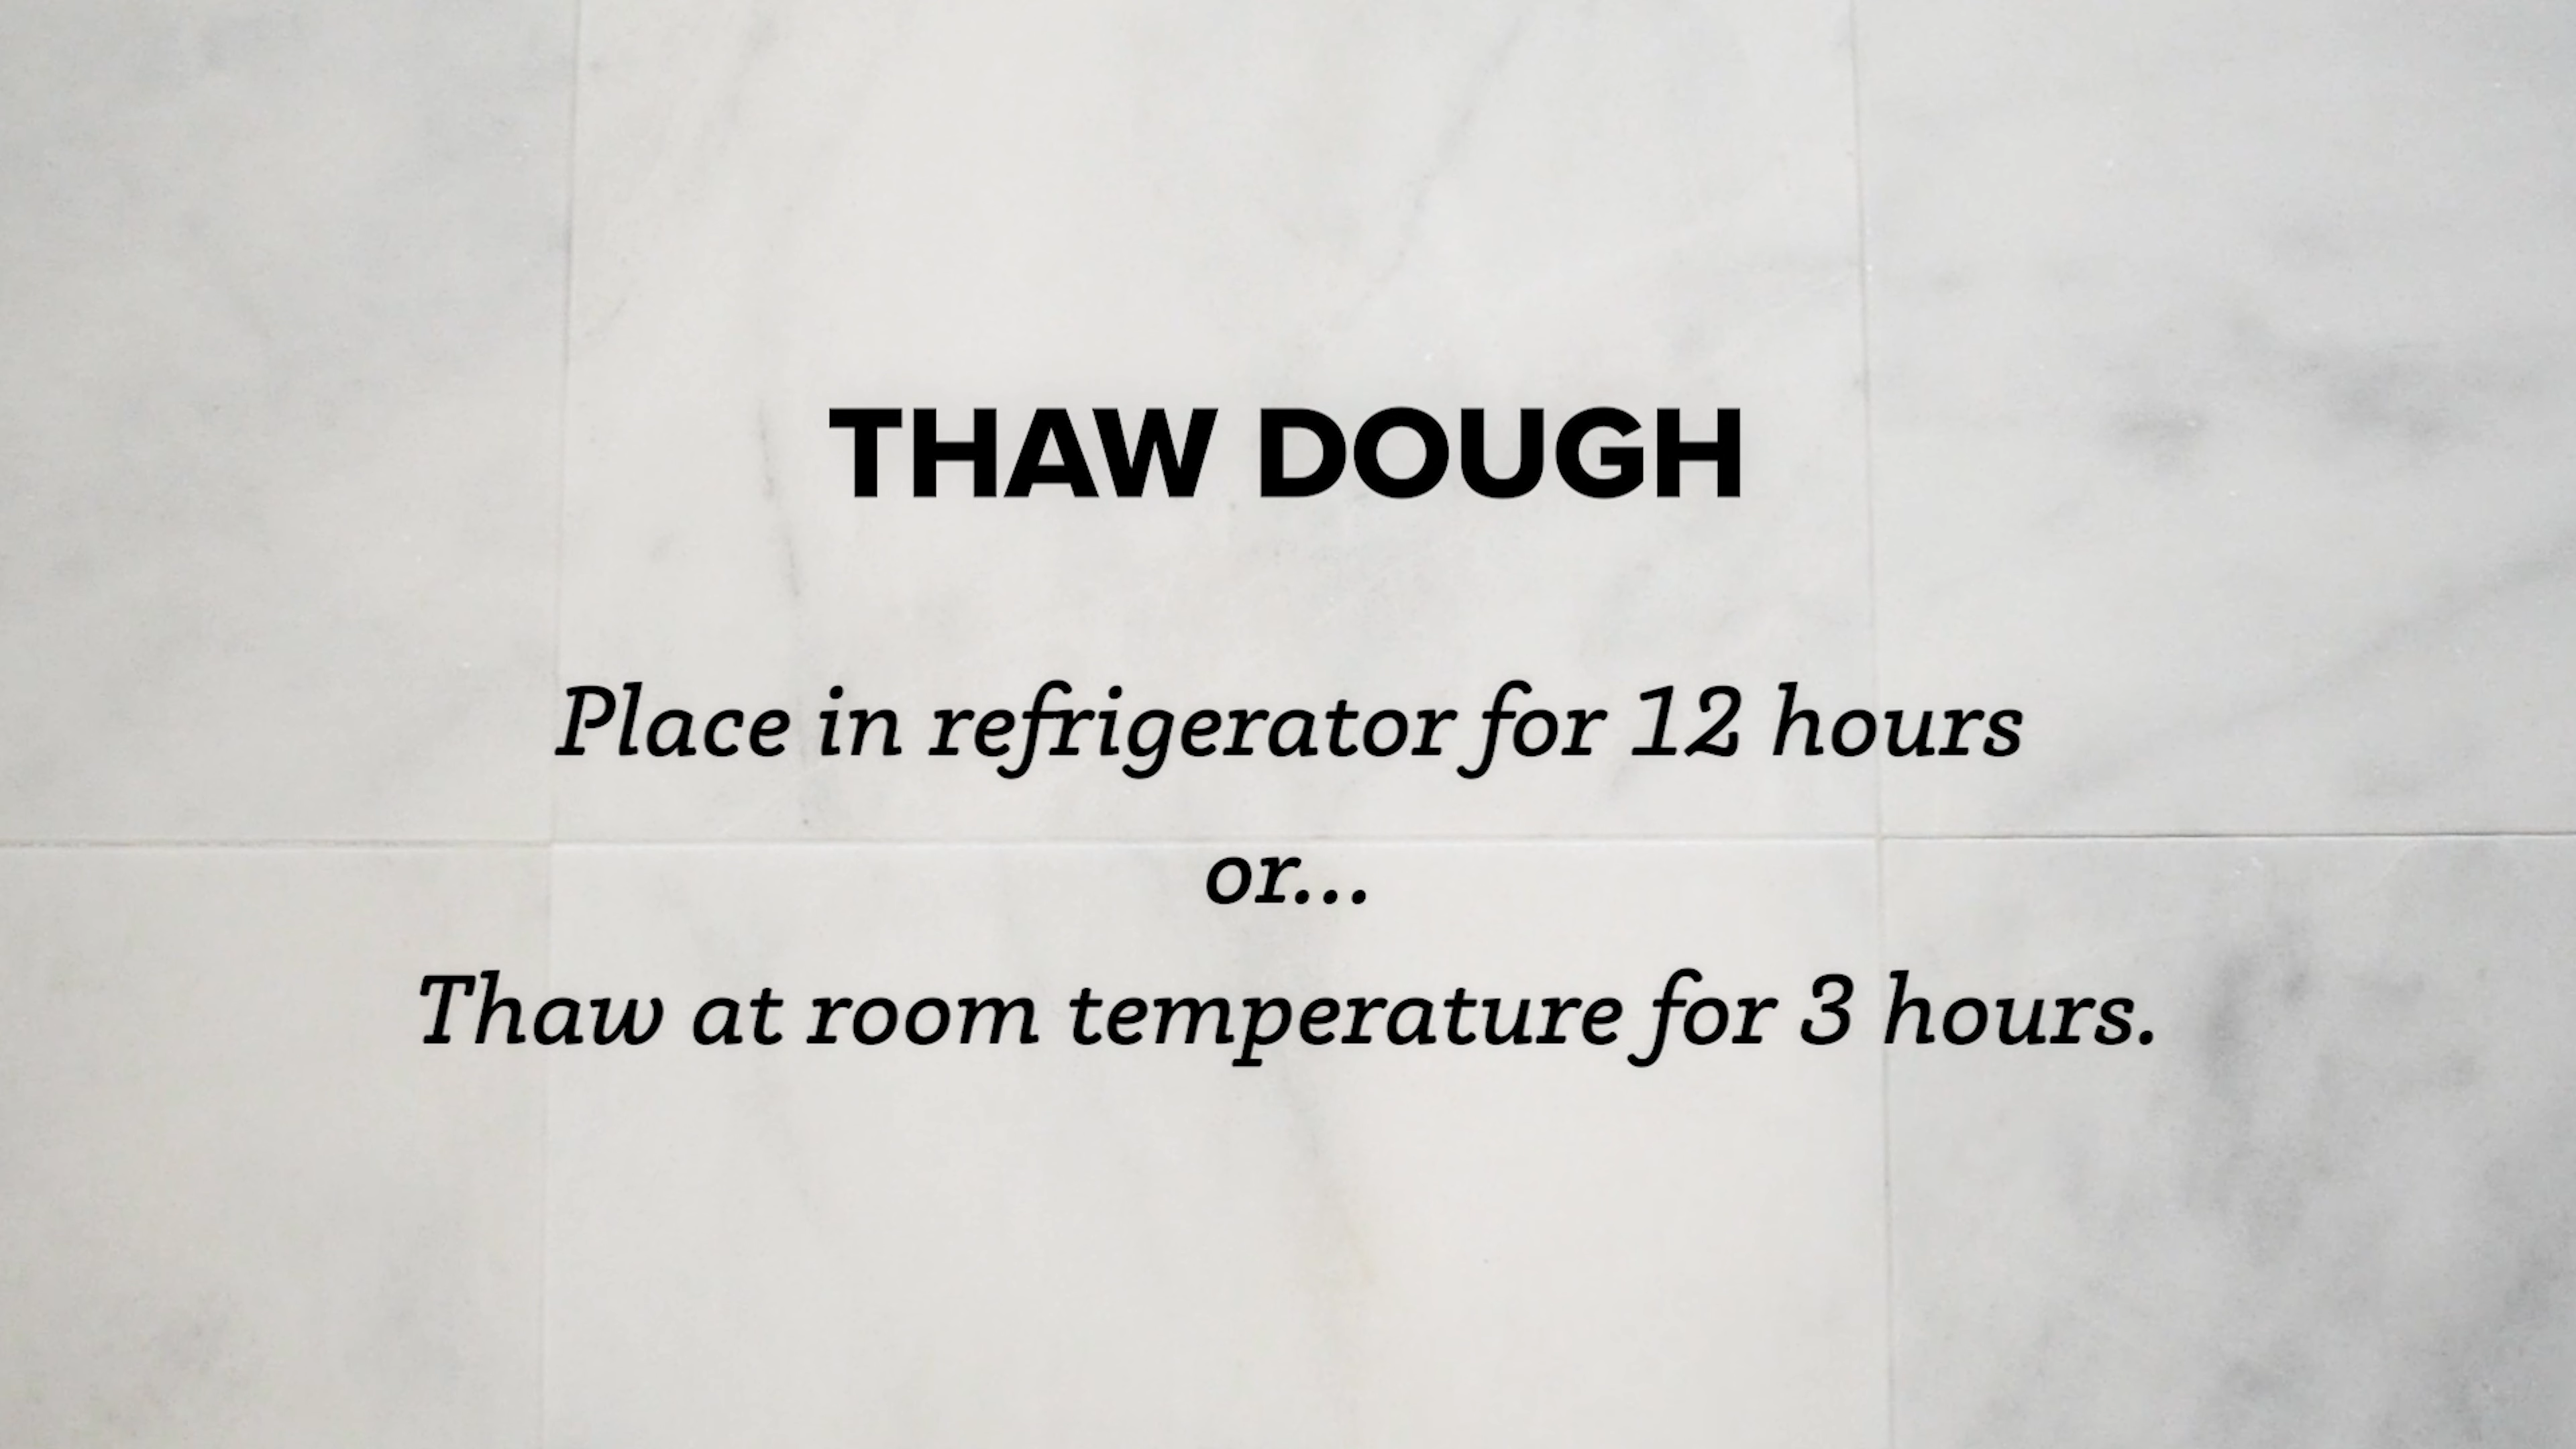 THAW DOUGH
Place in refrigerator for 12 hours
or...
Thaw at room temperature for 3 hours.